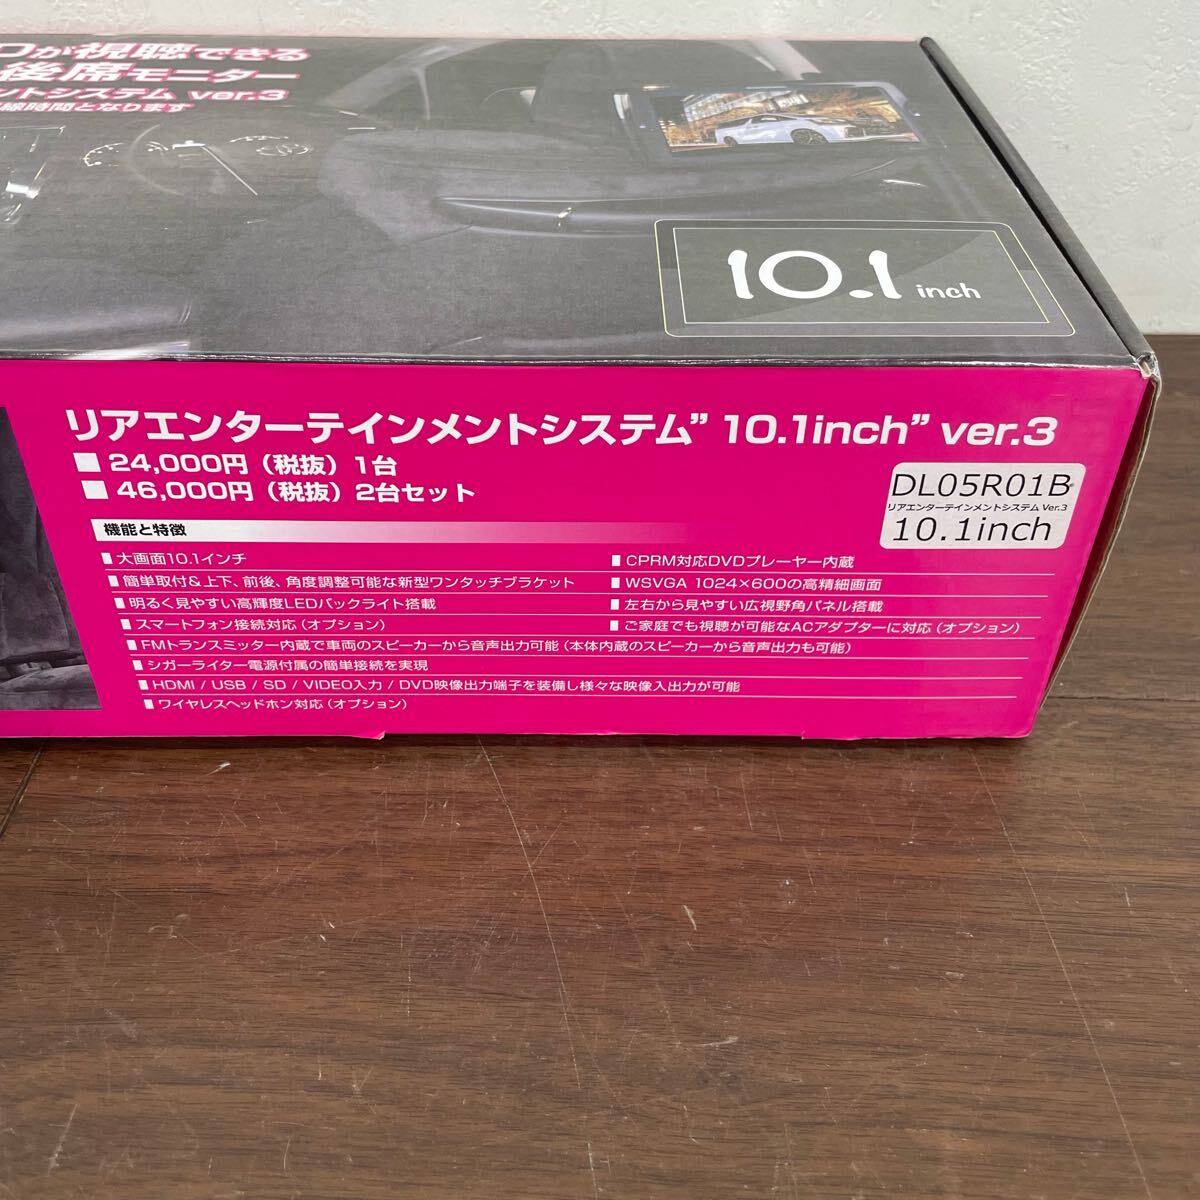 が視聴できる
後席モニター
ントシステム ver.3
線時間となります
10.1 inch
リアエンターテインメントシステム” 10.1inch” ver.3
■ 24,000円（税抜）1台
■ 46,000円（税抜）2台セット
DL05R01B
リアエンターテインメントシステム Ver.3
10.1inch
機能と特徴
■ 大画面10.1インチ
■ CPRM対応DVDプレーヤー内蔵
■ 簡単取付＆上下、前後、角度調整可能な新型ワンタッチブラケット
■ WSVGA 1024×600の高精細画面
■ 明るく見やすい高輝度LEDバックライト搭載
■ 左右から見やすい広視野角パネル搭載
■ スマートフォン接続対応（オプション）
■ ご家庭でも視聴が可能なACアダプターに対応（オプション）
■ FMトランスミッター内蔵で車両のスピーカーから音声出力可能（本体内蔵のスピーカーから音声出力も可能）
■ シガーライター電源付属の簡単接続を実現
■ HDMI / USB / SD / VIDEO入力 / DVD映像出力端子を装備し様々な映像入出力が可能
■ ワイヤレスヘッドホン対応（オプション）